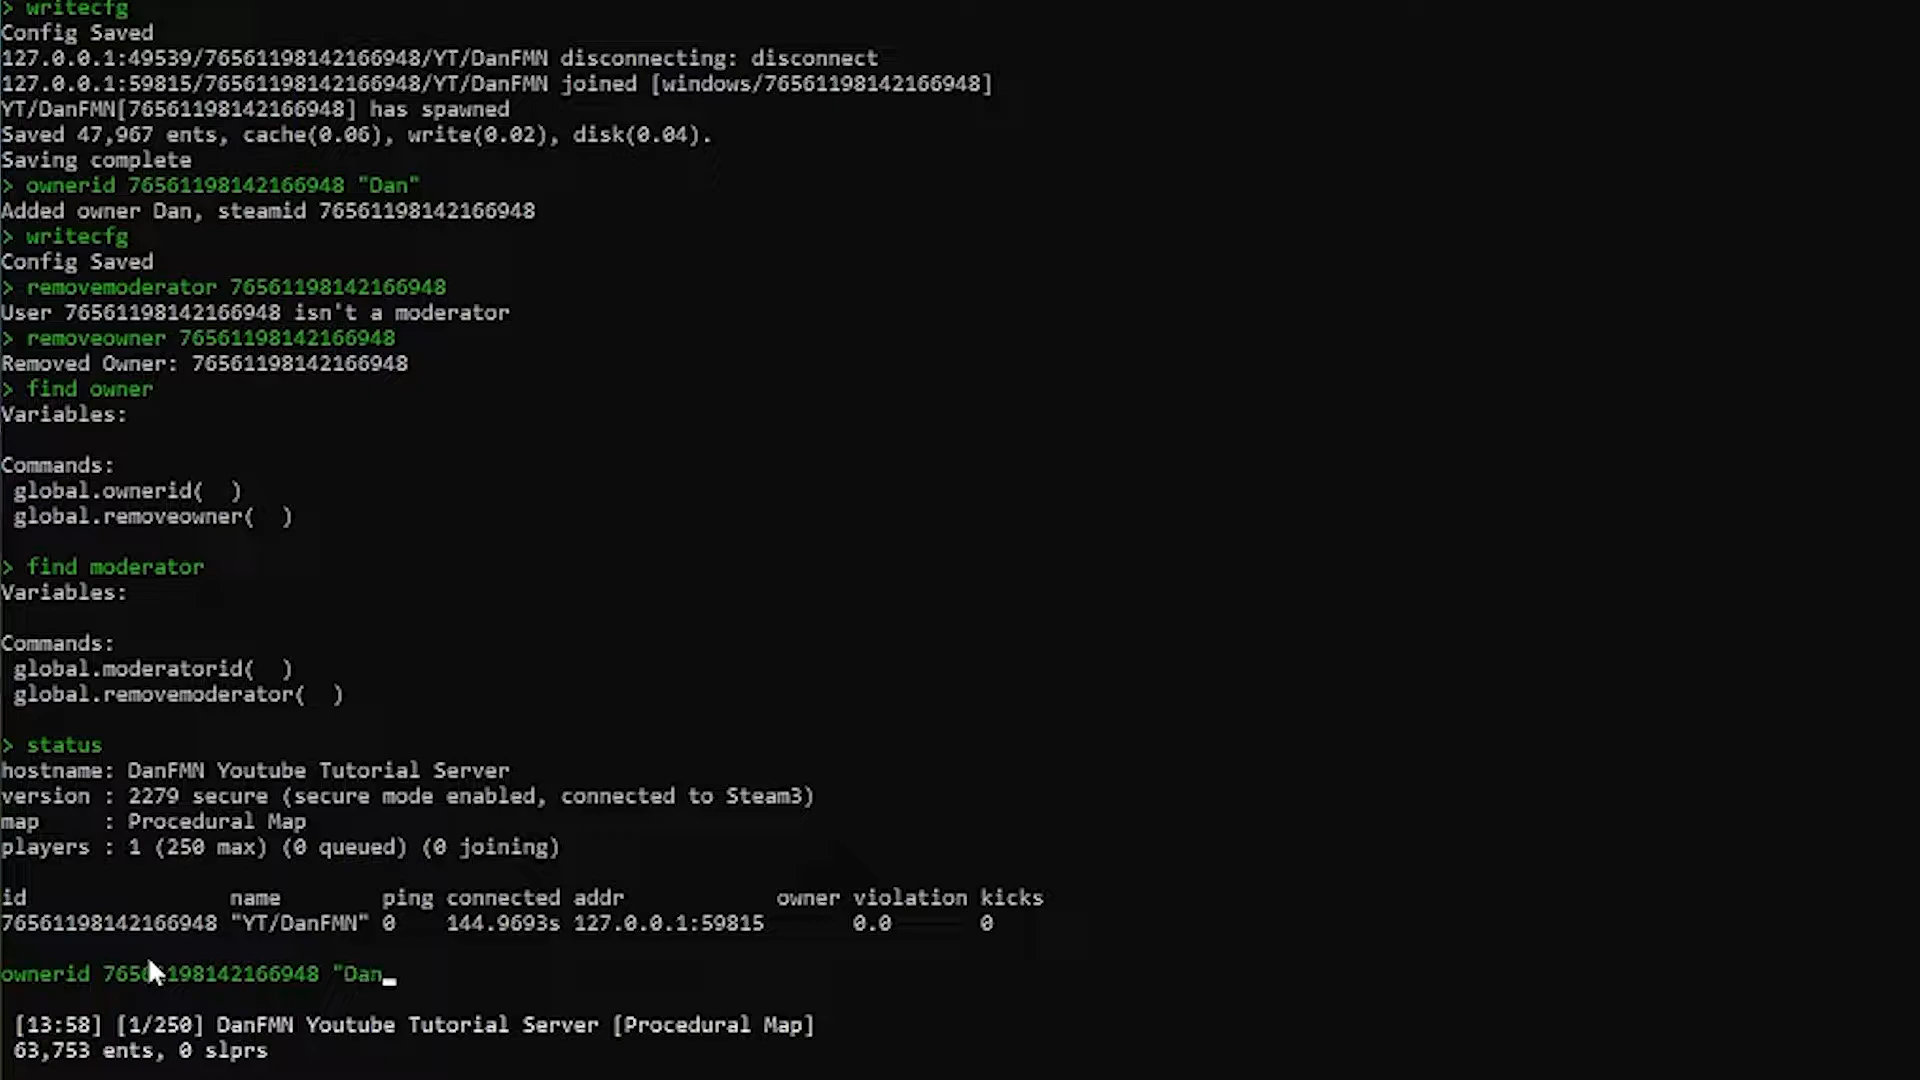 > writecfg
Config Saved
127.0.0.1:49539/76561198142166948/YT/DanFMN disconnecting: disconnect
127.0.0.1:59815/76561198142166948/YT/DanFMN joined [windows/76561198142166948]
YT/DanFMN[76561198142166948] has spawned
Saved 47,967 ents, cache(0.06), write(0.02), disk(0.04).
Saving complete
> ownerid 76561198142166948 "Dan"
Added owner Dan, steamid 76561198142166948
> writecfg
Config Saved
> removemoderator 76561198142166948
User 76561198142166948 isn't a moderator
> removeowner 76561198142166948
Removed Owner: 76561198142166948
> find owner
Variables:
Commands:
global.ownerid(  )
global.removeowner(  )
> find moderator
Variables:
Commands:
global.moderatorid(  )
global.removemoderator(  )
> status
hostname: DanFMN Youtube Tutorial Server
version : 2279 secure (secure mode enabled, connected to Steam3)
map     : Procedural Map
players : 1 (250 max) (0 queued) (0 joining)
id                name        ping connected addr            owner violation kicks
76561198142166948 "YT/DanFMN" 0    144.9693s 127.0.0.1:59815       0.0       0
ownerid 76561198142166948 "Dan_
[13:58] [1/250] DanFMN Youtube Tutorial Server [Procedural Map]
63,753 ents, 0 slprs